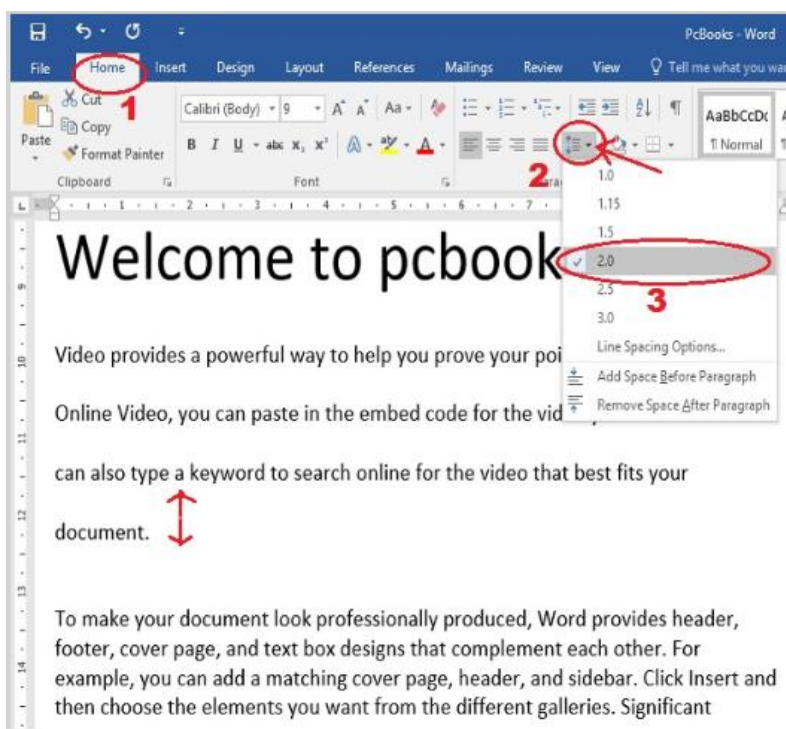 PcBooks - Word
File Home Insert Design Layout References Mailings Review View Tell me what you wa
1
Cut
Copy
Format Painter
Paste
Calibri (Body) 9 A A Aa
B I U abc x₂ x² A ab A
AaBbCcDc
¶ Normal
Clipboard Font Para
2
1.0
1.15
1.5
2.0
2.5
3.0
3
Line Spacing Options...
Add Space Before Paragraph
Remove Space After Paragraph
Welcome to pcbook
Video provides a powerful way to help you prove your poi
Online Video, you can paste in the embed code for the vid
can also type a keyword to search online for the video that best fits your
document.
To make your document look professionally produced, Word provides header,
footer, cover page, and text box designs that complement each other. For
example, you can add a matching cover page, header, and sidebar. Click Insert and
then choose the elements you want from the different galleries. Significant